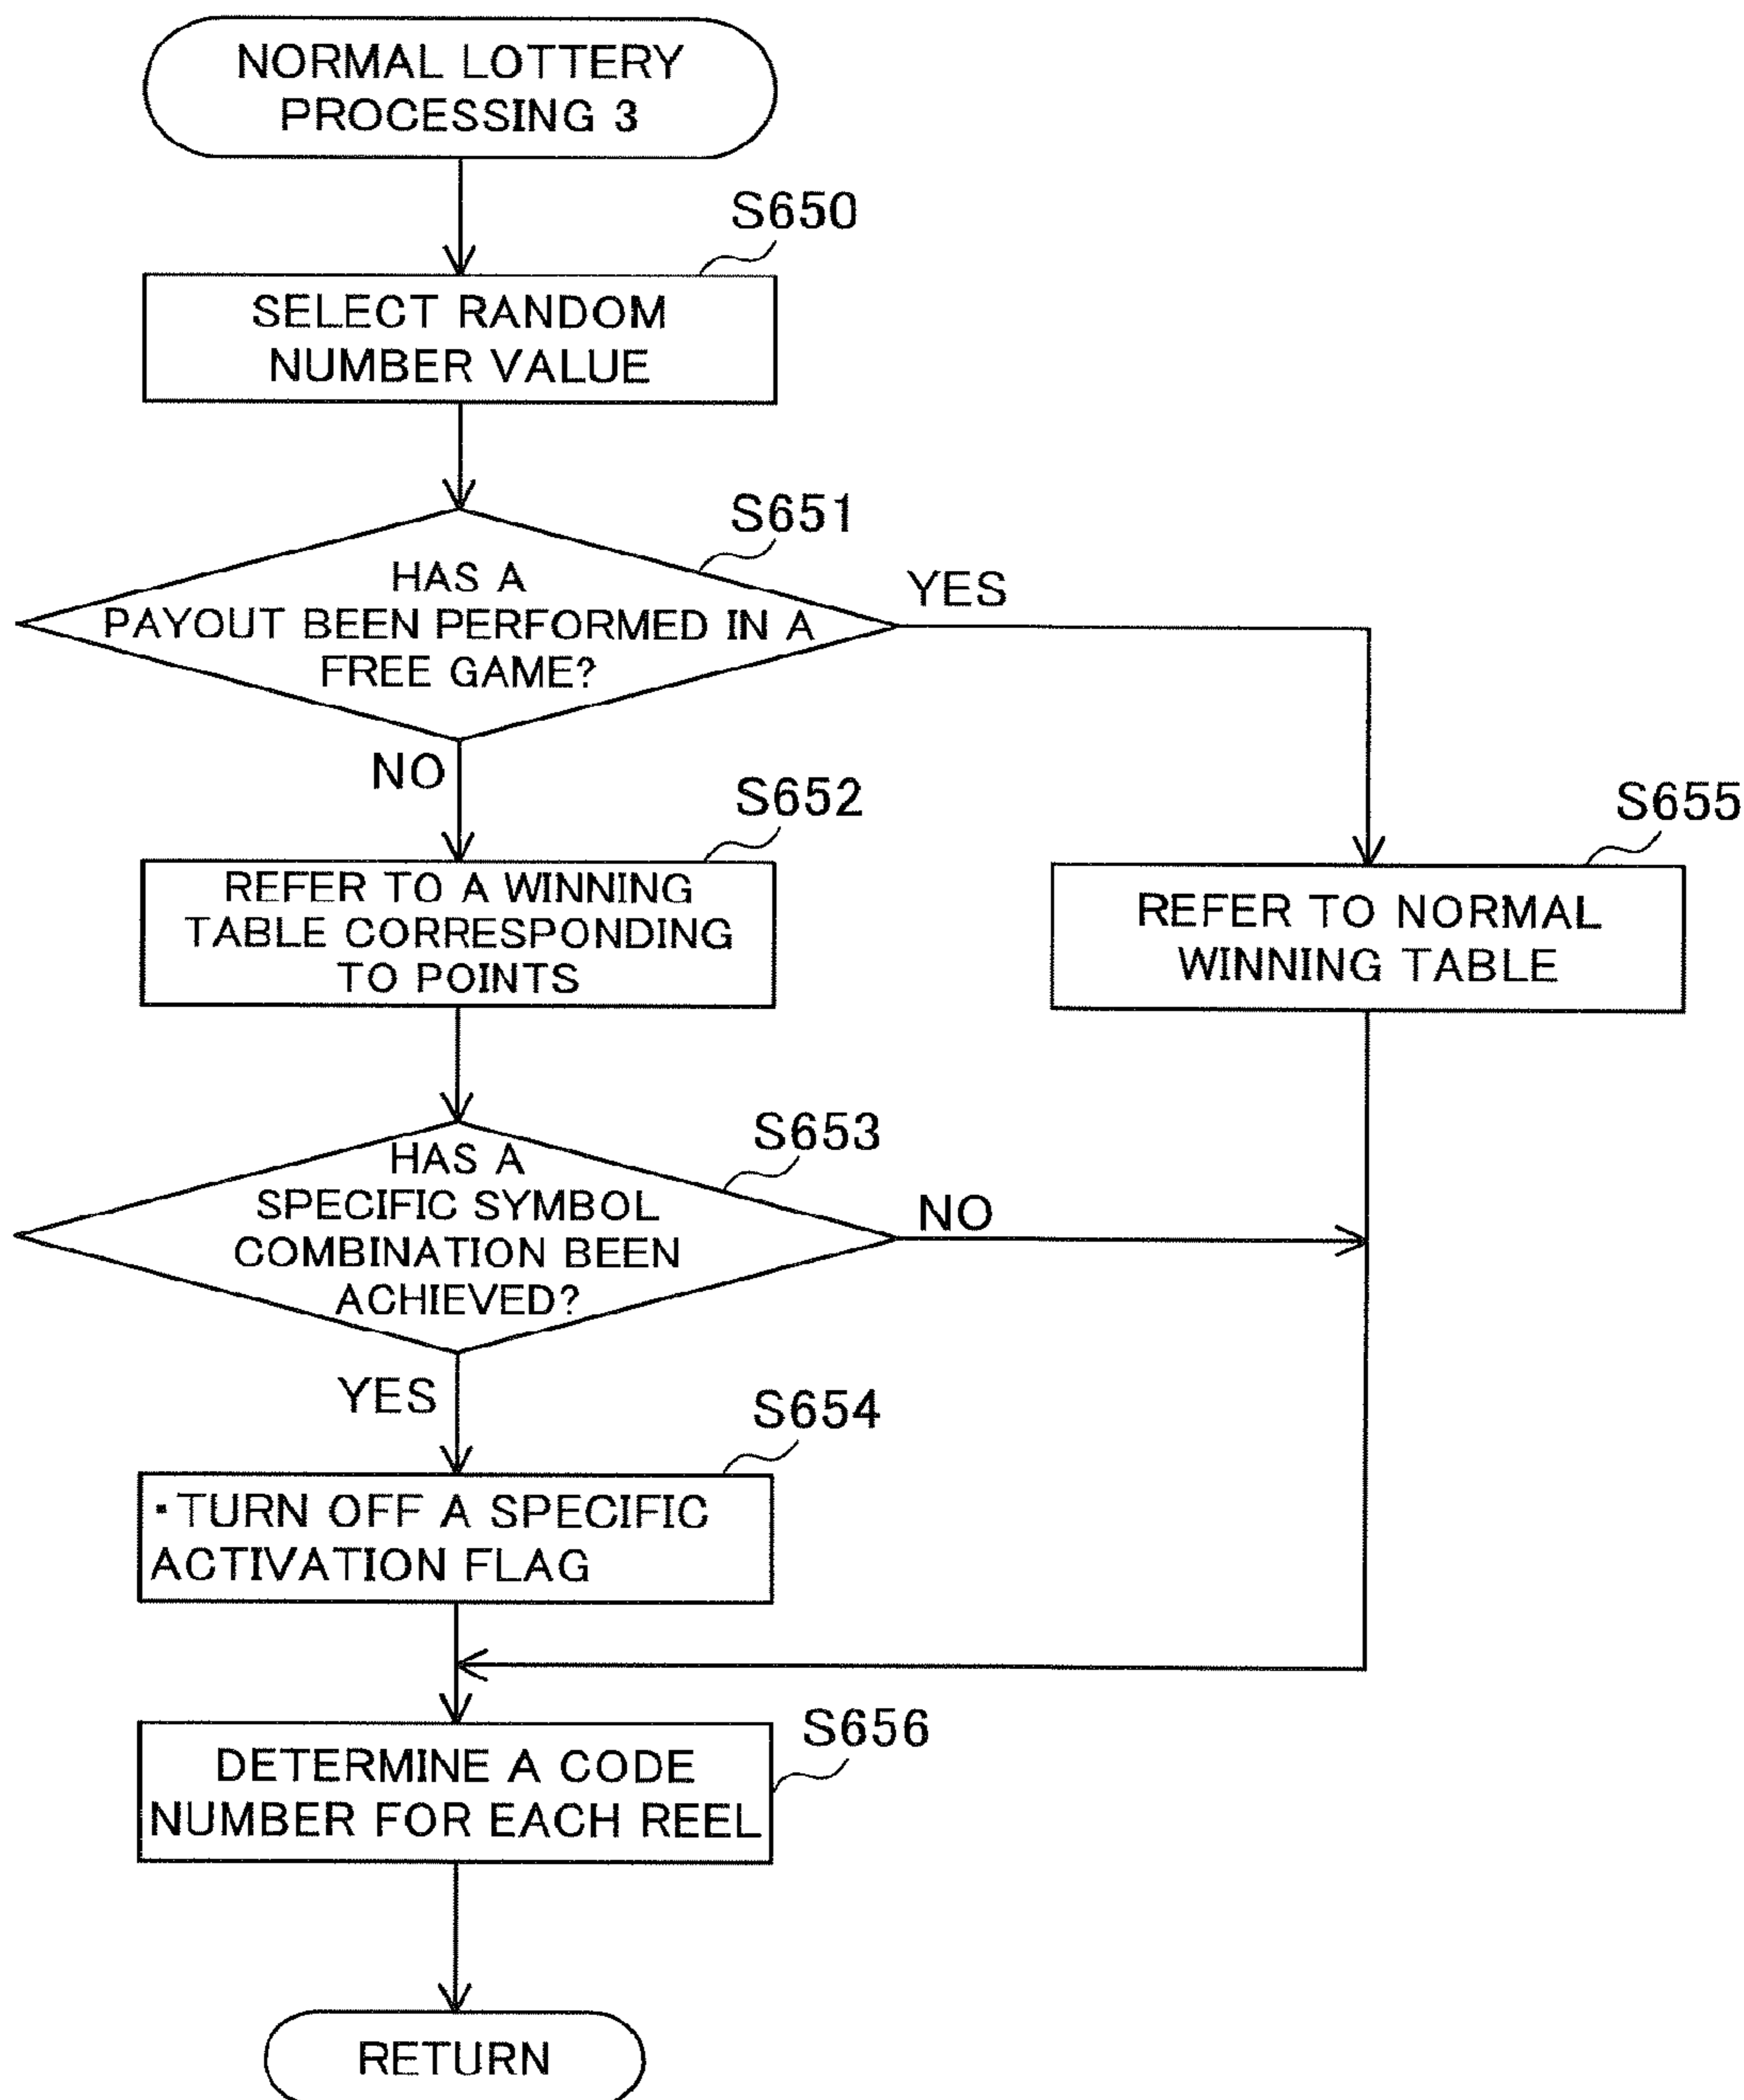 NORMAL LOTTERY
PROCESSING 3
S650
SELECT RANDOM
NUMBER VALUE
S651
HAS A
PAYOUT BEEN PERFORMED IN A
FREE GAME?
YES
NO
S652
REFER TO A WINNING
TABLE CORRESPONDING
TO POINTS
S655
REFER TO NORMAL
WINNING TABLE
S653
HAS A
SPECIFIC SYMBOL
COMBINATION BEEN
ACHIEVED?
NO
YES
S654
・TURN OFF A SPECIFIC
ACTIVATION FLAG
S656
DETERMINE A CODE
NUMBER FOR EACH REEL
RETURN